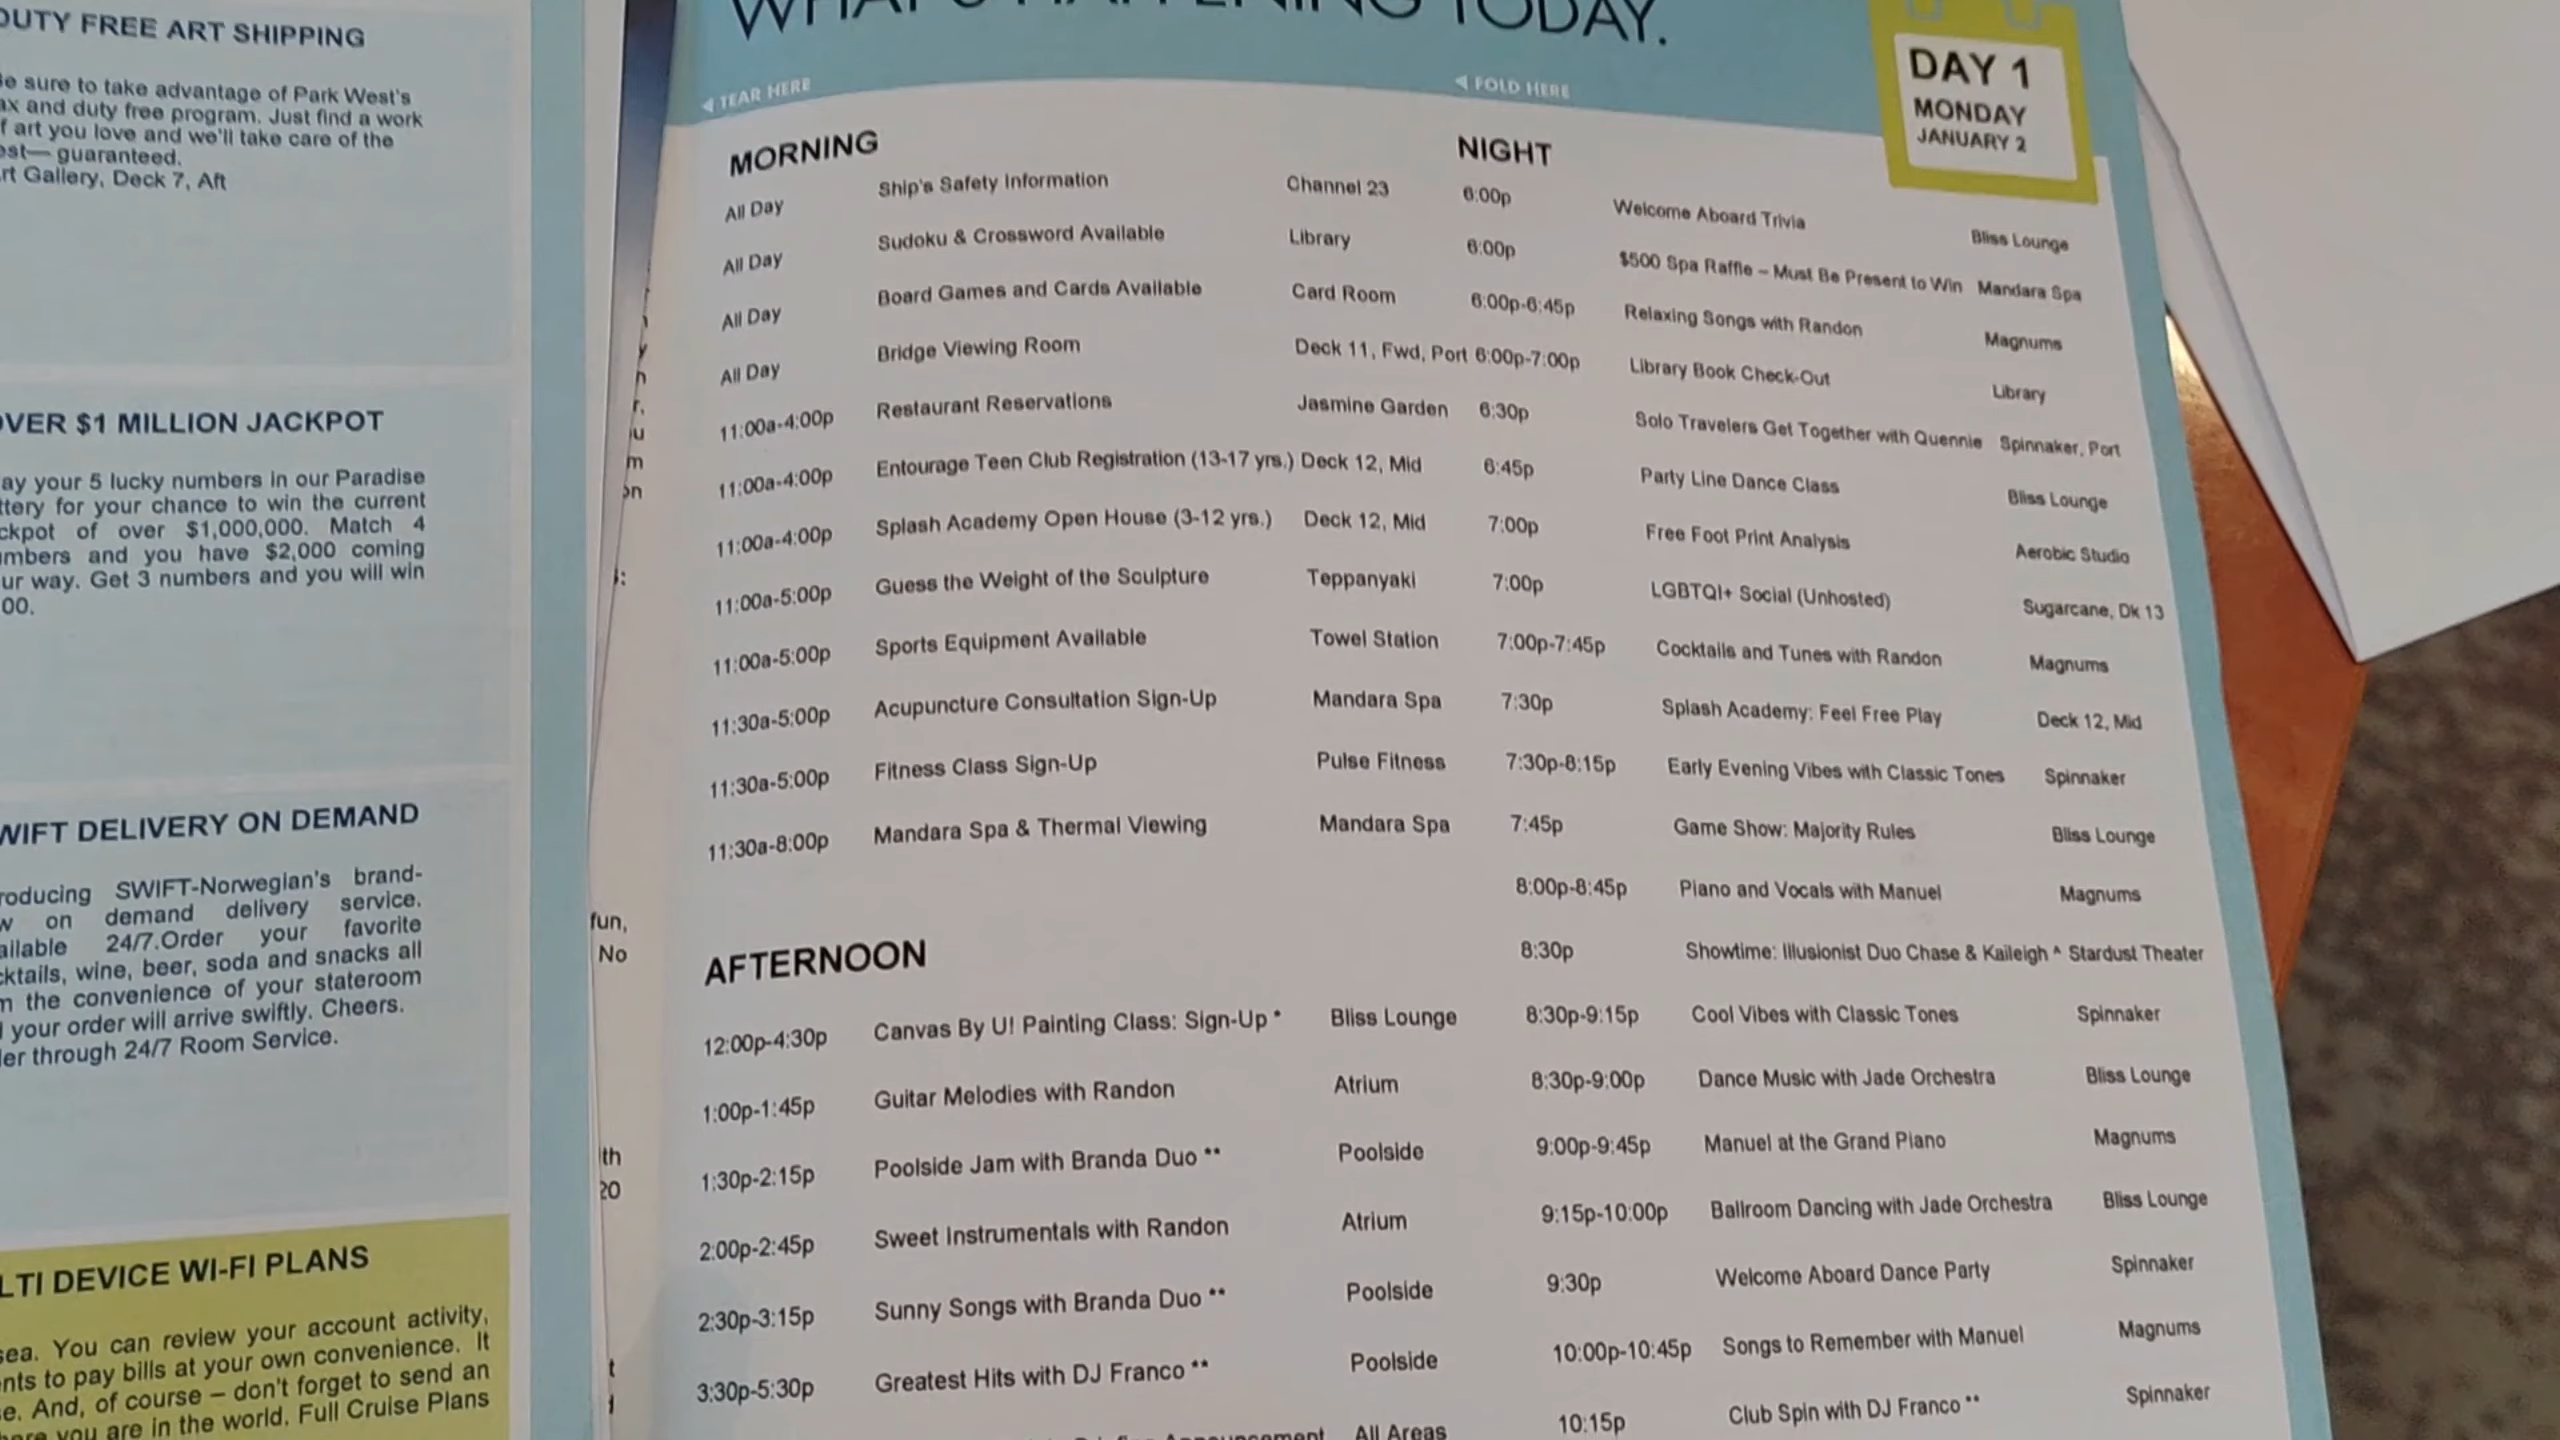 DUTY FREE ART SHIPPING
sure to take advantage of Park West's
and duty free program. Just find a work
art you love and we'll take care of the
guaranteed.
Gallery, Deck 7, Aft
OVER $1 MILLION JACKPOT
your 5 lucky numbers in our Paradise
for your chance to win the current
of over $1,000,000. Match 4
and you have $2,000 coming
way. Get 3 numbers and you will win
00.
SWIFT DELIVERY ON DEMAND
SWIFT-Norwegian's brand-
on demand delivery service.
24/7.Order your favorite
wine, beer, soda and snacks all
the convenience of your stateroom
your order will arrive swiftly. Cheers.
through 24/7 Room Service.
DEVICE WI-FI PLANS
sea. You can review your account activity,
to pay bills at your own convenience. It
And, of course – don't forget to send an
you are in the world. Full Cruise Plans
fun,
No
20
WHAT'S HAPPENING TODAY.
TEAR HERE
FOLD HERE
DAY 1
MONDAY
JANUARY 2
MORNING
All Day Ship's Safety Information Channel 23
All Day Sudoku & Crossword Available Library
All Day Board Games and Cards Available Card Room
All Day Bridge Viewing Room Deck 11, Fwd, Port
11:00a-4:00p Restaurant Reservations Jasmine Garden
11:00a-4:00p Entourage Teen Club Registration (13-17 yrs.) Deck 12, Mid
11:00a-4:00p Splash Academy Open House (3-12 yrs.) Deck 12, Mid
11:00a-5:00p Guess the Weight of the Sculpture Teppanyaki
11:00a-5:00p Sports Equipment Available Towel Station
11:30a-5:00p Acupuncture Consultation Sign-Up Mandara Spa
11:30a-5:00p Fitness Class Sign-Up Pulse Fitness
11:30a-8:00p Mandara Spa & Thermal Viewing Mandara Spa
AFTERNOON
12:00p-4:30p Canvas By U! Painting Class: Sign-Up * Bliss Lounge
1:00p-1:45p Guitar Melodies with Randon Atrium
1:30p-2:15p Poolside Jam with Branda Duo ** Poolside
2:00p-2:45p Sweet Instrumentals with Randon Atrium
2:30p-3:15p Sunny Songs with Branda Duo ** Poolside
3:30p-5:30p Greatest Hits with DJ Franco ** Poolside
All Areas
NIGHT
6:00p Welcome Aboard Trivia Bliss Lounge
6:00p $500 Spa Raffle – Must Be Present to Win Mandara Spa
6:00p-6:45p Relaxing Songs with Randon Magnums
6:00p-7:00p Library Book Check-Out Library
6:30p Solo Travelers Get Together with Quennie Spinnaker, Port
6:45p Party Line Dance Class Bliss Lounge
7:00p Free Foot Print Analysis Aerobic Studio
7:00p LGBTQI+ Social (Unhosted) Sugarcane, Dk 13
7:00p-7:45p Cocktails and Tunes with Randon Magnums
7:30p Splash Academy: Feel Free Play Deck 12, Mid
7:30p-8:15p Early Evening Vibes with Classic Tones Spinnaker
7:45p Game Show: Majority Rules Bliss Lounge
8:00p-8:45p Piano and Vocals with Manuel Magnums
8:30p Showtime: Illusionist Duo Chase & Kaileigh ^ Stardust Theater
8:30p-9:15p Cool Vibes with Classic Tones Spinnaker
8:30p-9:00p Dance Music with Jade Orchestra Bliss Lounge
9:00p-9:45p Manuel at the Grand Piano Magnums
9:15p-10:00p Ballroom Dancing with Jade Orchestra Bliss Lounge
9:30p Welcome Aboard Dance Party Spinnaker
10:00p-10:45p Songs to Remember with Manuel Magnums
10:15p Club Spin with DJ Franco ** Spinnaker